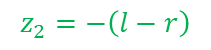 z₂ = −(l − r)